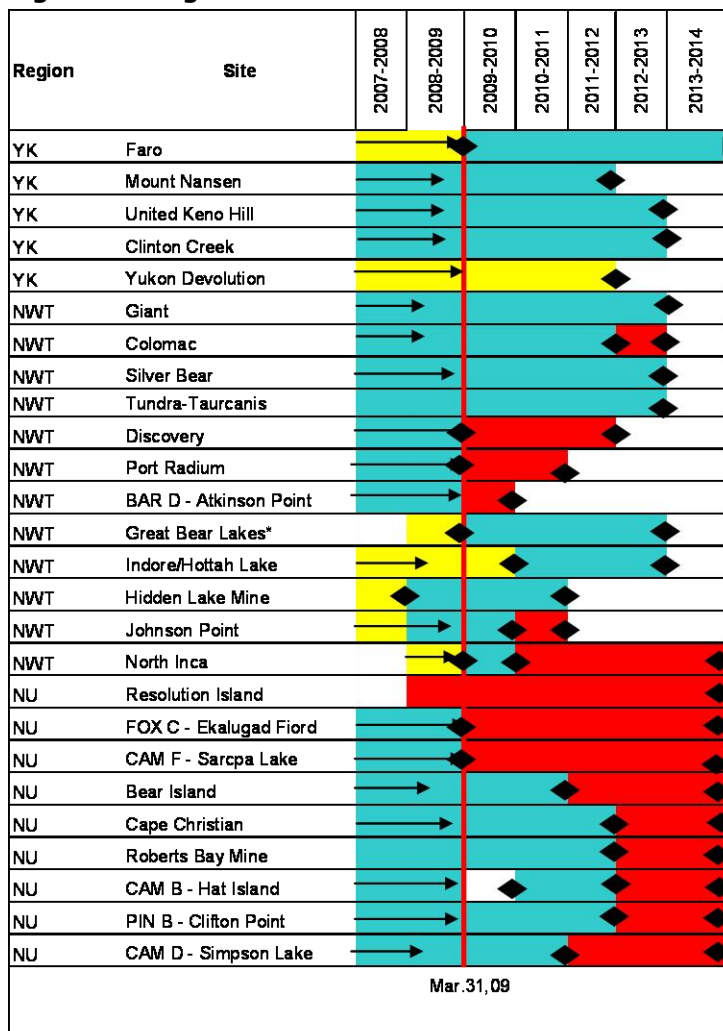 Region Site 2007-2008 2008-2009 2009-2010 2010-2011 2011-2012 2012-2013 2013-2014
YK Faro
YK Mount Nansen
YK United Keno Hill
YK Clinton Creek
YK Yukon Devolution
NWT Giant
NWT Colomac
NWT Silver Bear
NWT Tundra-Taurcanis
NWT Discovery
NWT Port Radium
NWT BAR D - Atkinson Point
NWT Great Bear Lakes*
NWT Indore/Hottah Lake
NWT Hidden Lake Mine
NWT Johnson Point
NWT North Inca
NU Resolution Island
NU FOX C - Ekalugad Fiord
NU CAM F - Sarcpa Lake
NU Bear Island
NU Cape Christian
NU Roberts Bay Mine
NU CAM B - Hat Island
NU PIN B - Clifton Point
NU CAM D - Simpson Lake
Mar.31,09